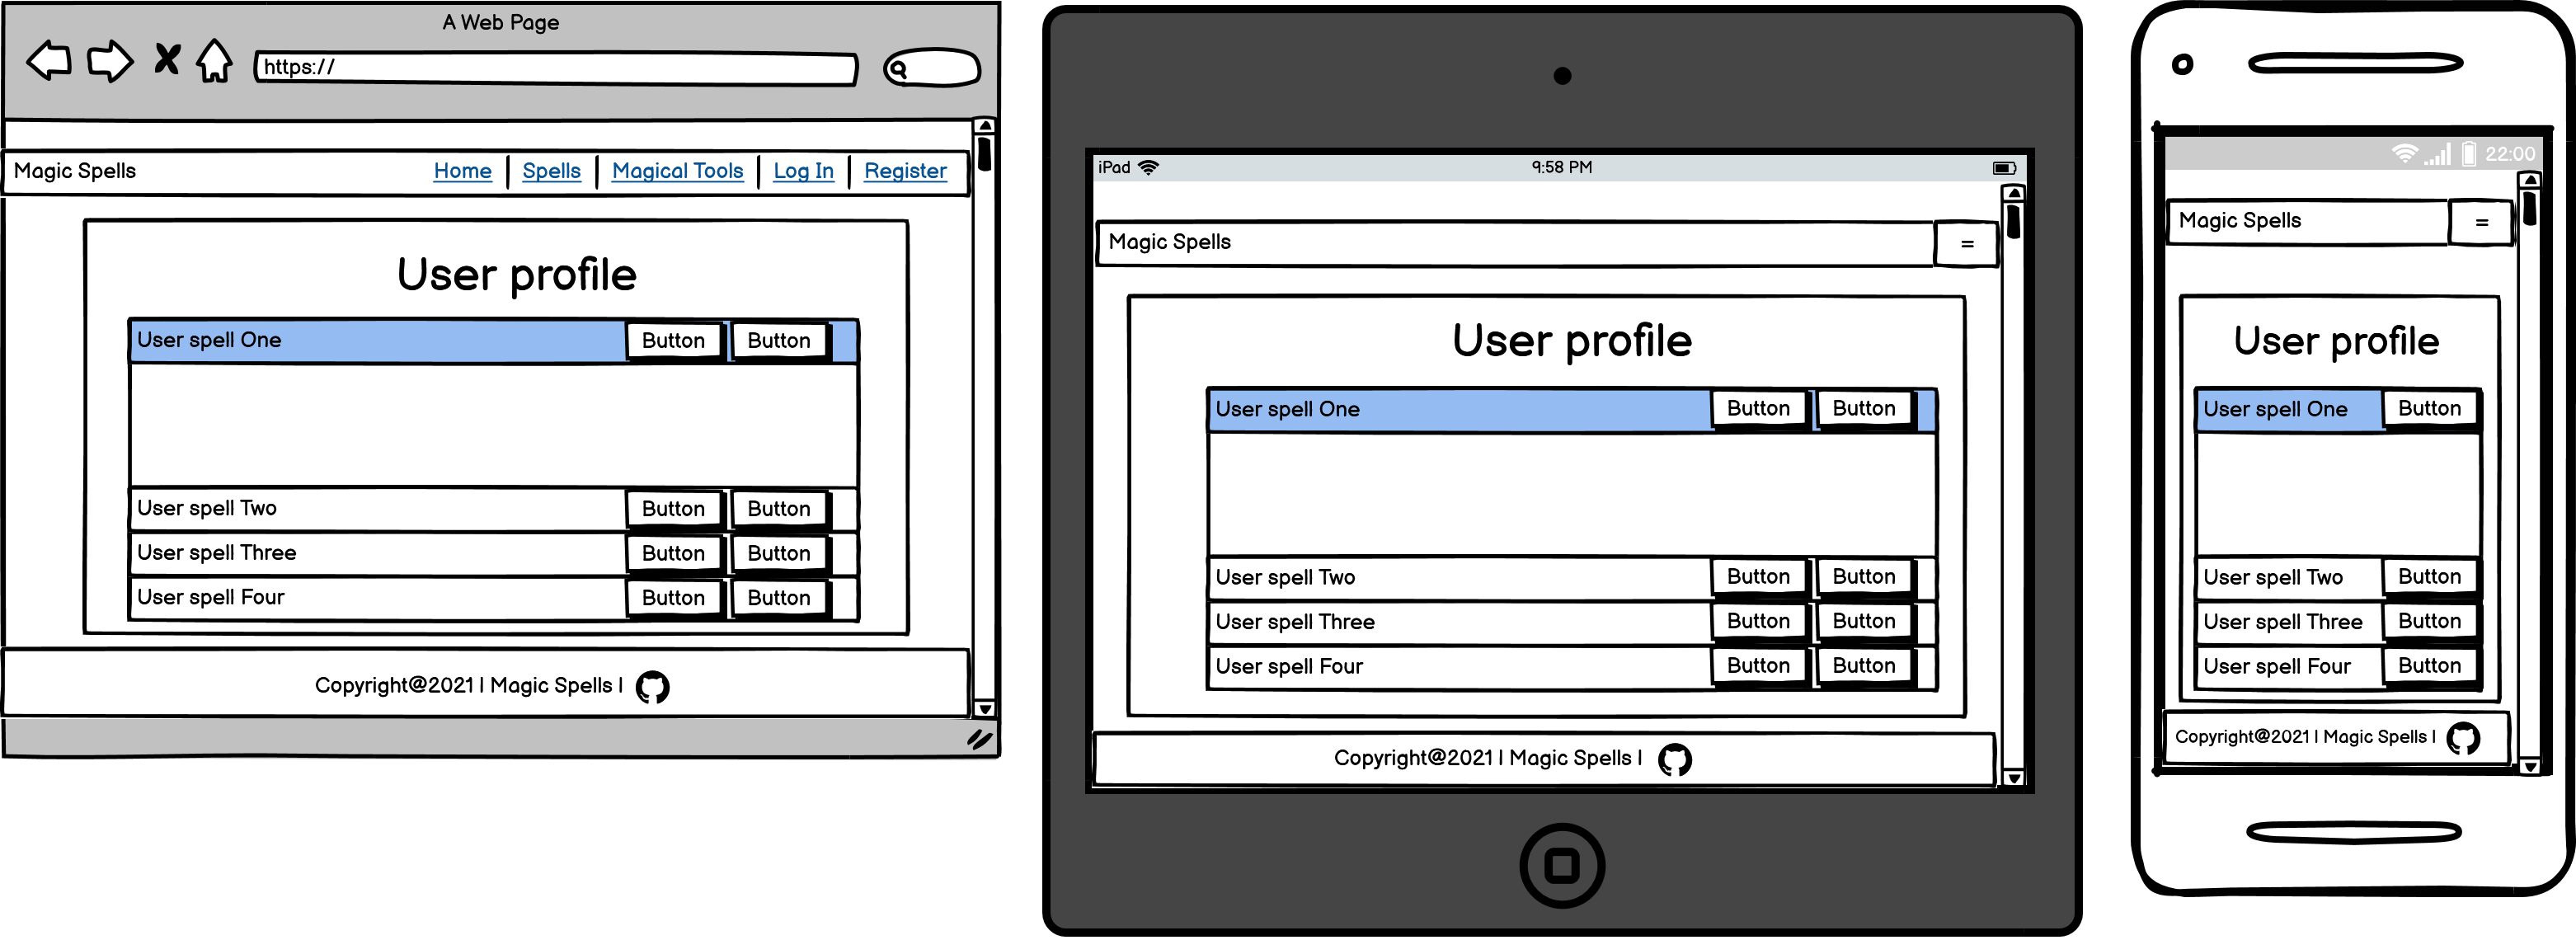 A Web Page
https://
Magic Spells Home Spells Magical Tools Log In Register
User profile
User spell One Button Button
User spell Two Button Button
User spell Three Button Button
User spell Four Button Button
Copyright@2021 | Magic Spells |
iPad 9:58 PM
Magic Spells =
User profile
User spell One Button Button
User spell Two Button Button
User spell Three Button Button
User spell Four Button Button
Copyright@2021 | Magic Spells |
22:00
Magic Spells =
User profile
User spell One Button
User spell Two Button
User spell Three Button
User spell Four Button
Copyright@2021 | Magic Spells |